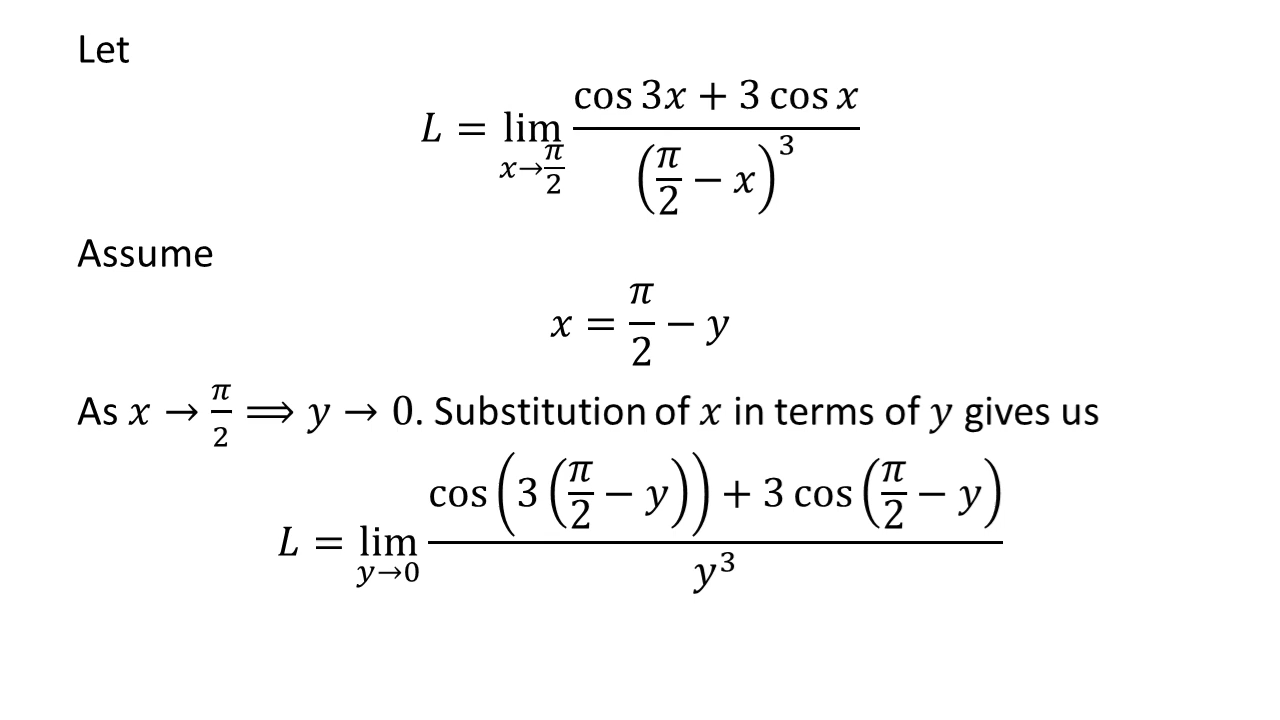 Let
L = lim_{x→π/2} (cos 3x + 3 cos x) / (π/2 − x)^3
Assume
x = π/2 − y
As x → π/2 ⟹ y → 0. Substitution of x in terms of y gives us
L = lim_{y→0} (cos(3(π/2 − y)) + 3 cos(π/2 − y)) / y^3